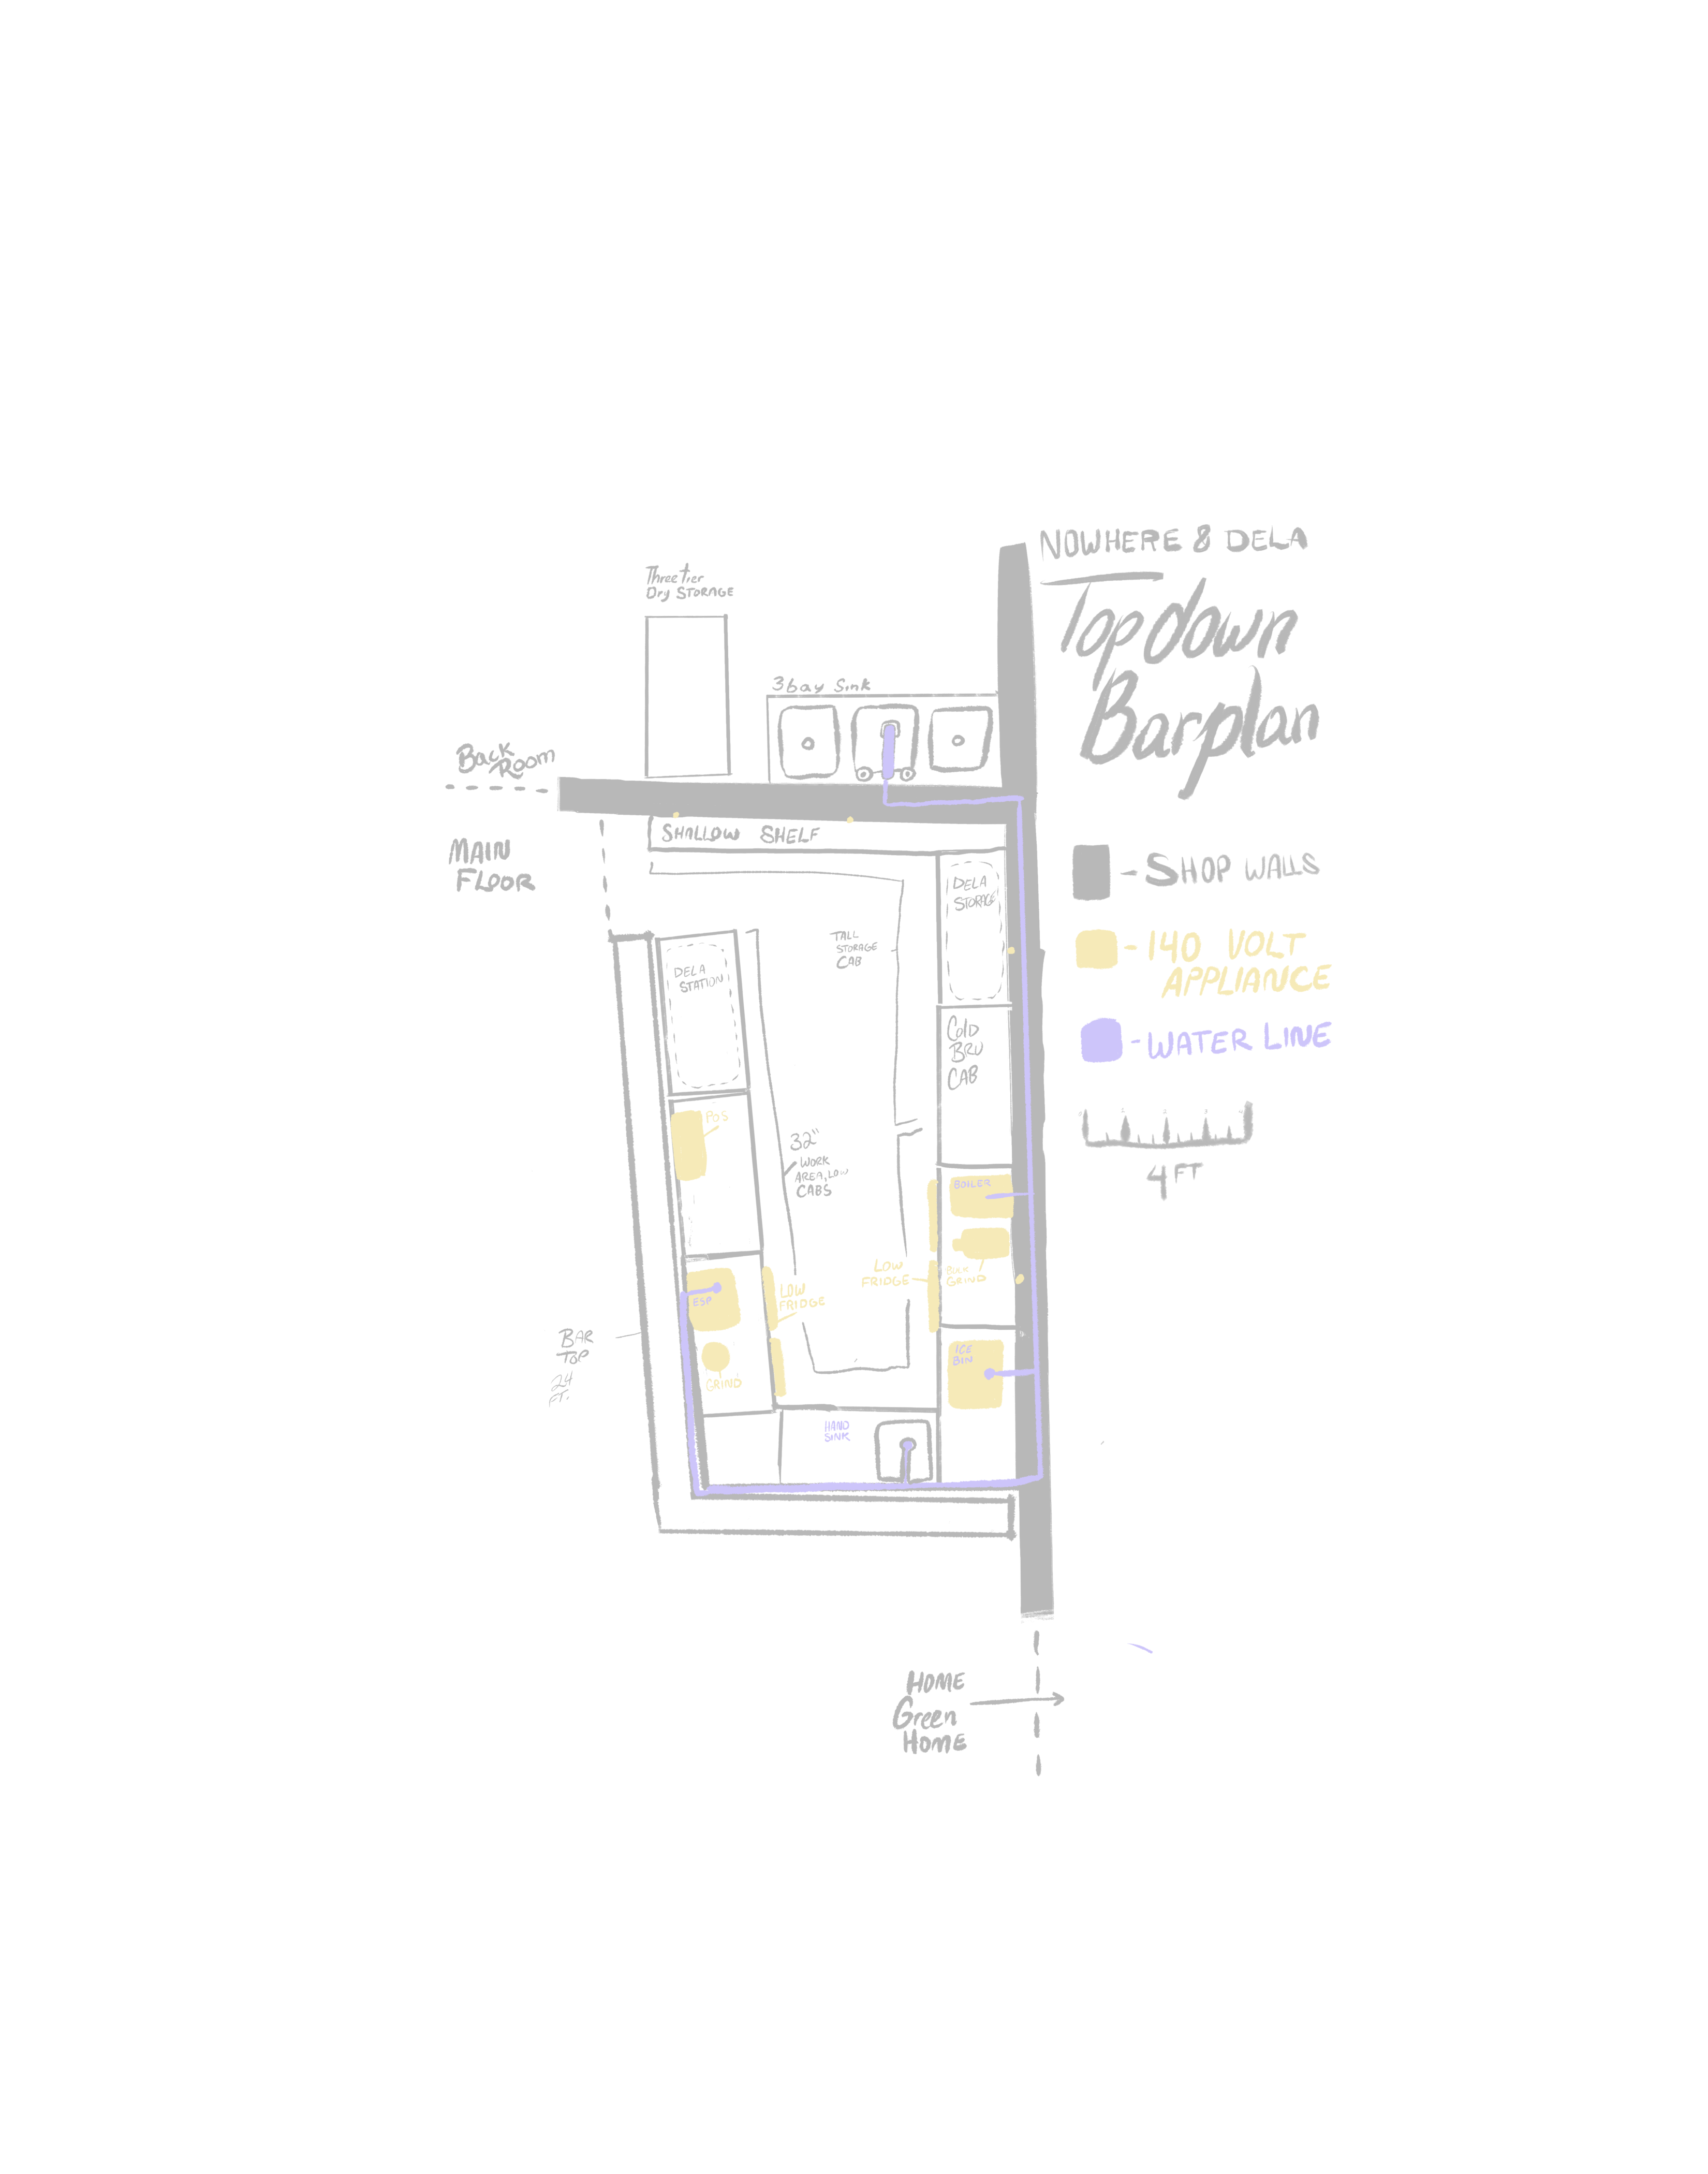 NOWHERE & DELA
Topdown
Barplan
Three tier
Dry STORAGE
3 bay Sink
Back
Room
MAIN
FLOOR
SHALLOW SHELF
SHOP WALLS
140 VOLT
APPLIANCE
WATER LINE
4 FT
DELA
STORAGE
TALL
STORAGE
CAB
DELA
STATION
Cold
BRU
CAB
POS
32"
WORK
AREA, LOW
CABS
BOILER
LOW
FRIDGE
GRIND
ESP
LOW
FRIDGE
GRIND
ICE
BIN
BAR
TOP
24
FT.
HAND
SINK
HOME
Green
HOME